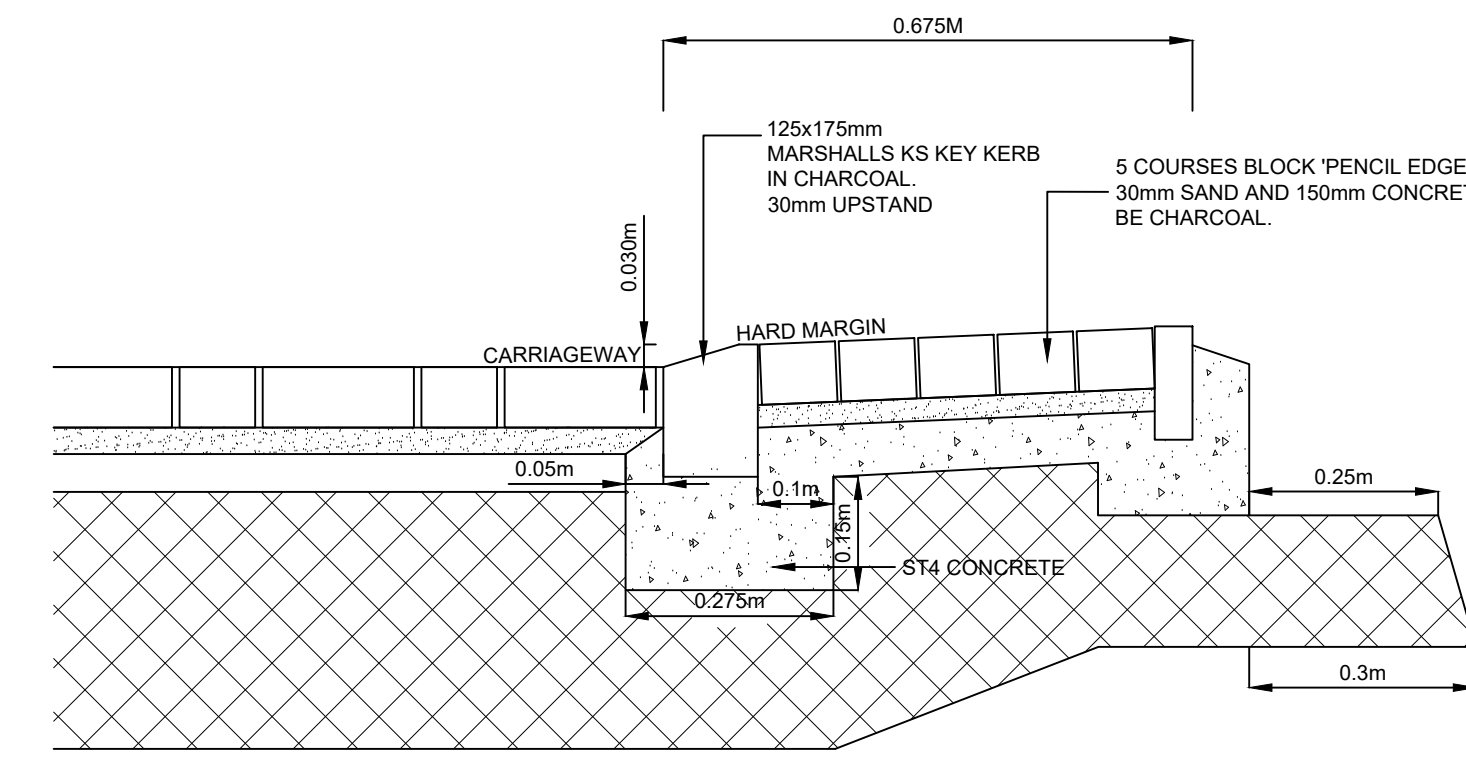 0.675M
125x175mm
MARSHALLS KS KEY KERB
IN CHARCOAL.
30mm UPSTAND
5 COURSES BLOCK 'PENCIL EDGE
30mm SAND AND 150mm
BE CHARCOAL.
0.030m
HARD MARGIN
CARRIAGEWAY
0.05m
0.1m
0.25m
0.15m
ST4 CONCRETE
0.275m
0.3m